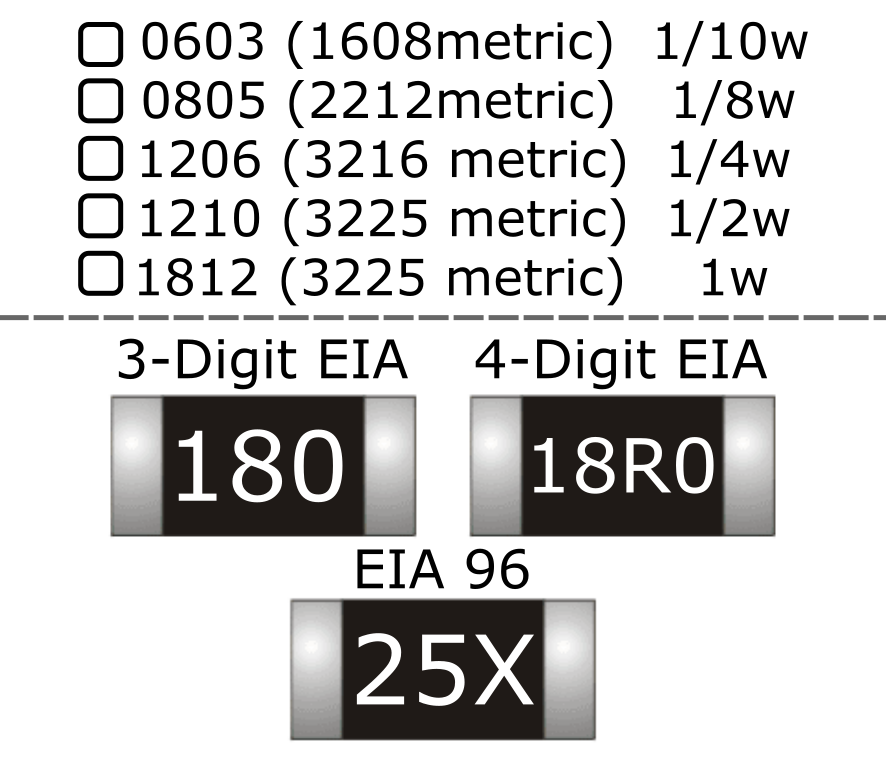 0603 (1608metric) 1/10w
0805 (2212metric) 1/8w
1206 (3216 metric) 1/4w
1210 (3225 metric) 1/2w
1812 (3225 metric) 1w
3-Digit EIA 4-Digit EIA
180 18R0
EIA 96
25X